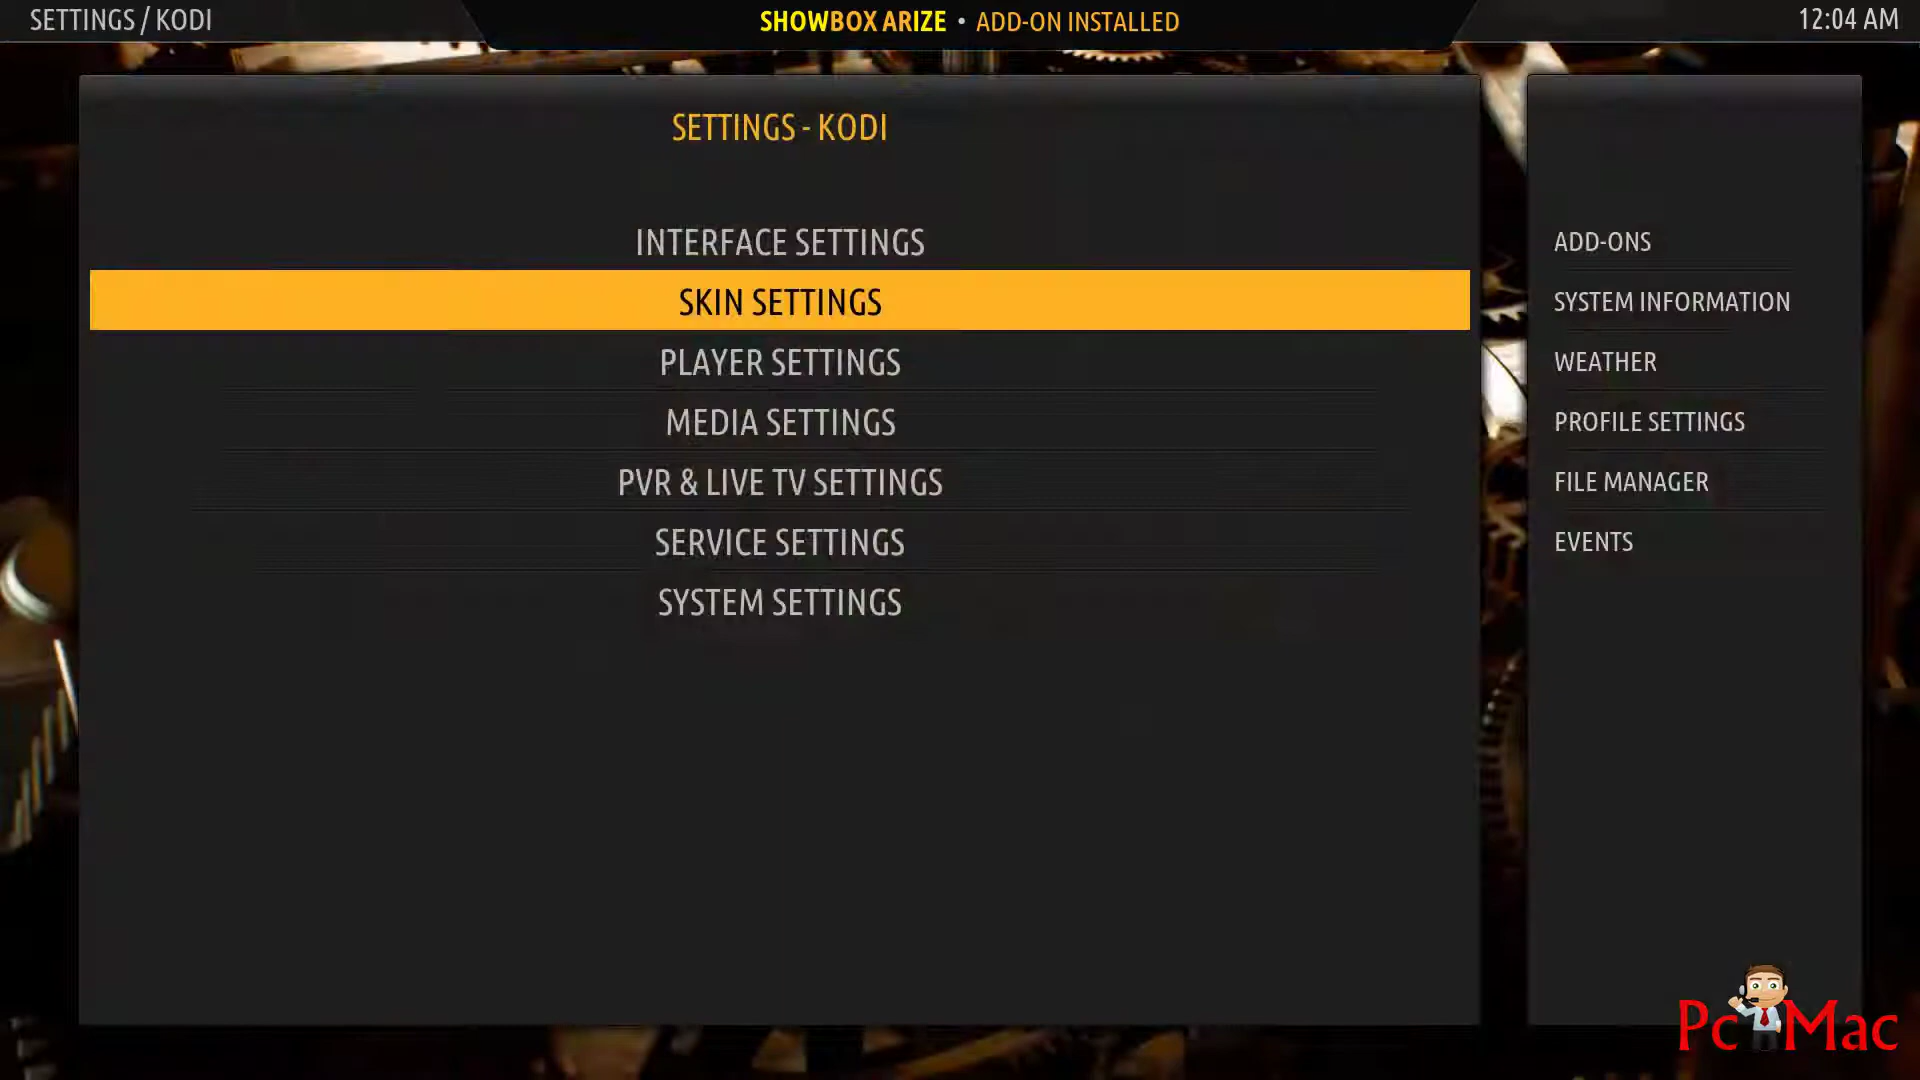 SETTINGS / KODI
SHOWBOX ARIZE • ADD-ON INSTALLED
12:04 AM
SETTINGS - KODI
INTERFACE SETTINGS
SKIN SETTINGS
PLAYER SETTINGS
MEDIA SETTINGS
PVR & LIVE TV SETTINGS
SERVICE SETTINGS
SYSTEM SETTINGS
ADD-ONS
SYSTEM INFORMATION
WEATHER
PROFILE SETTINGS
FILE MANAGER
EVENTS
Pc Mac